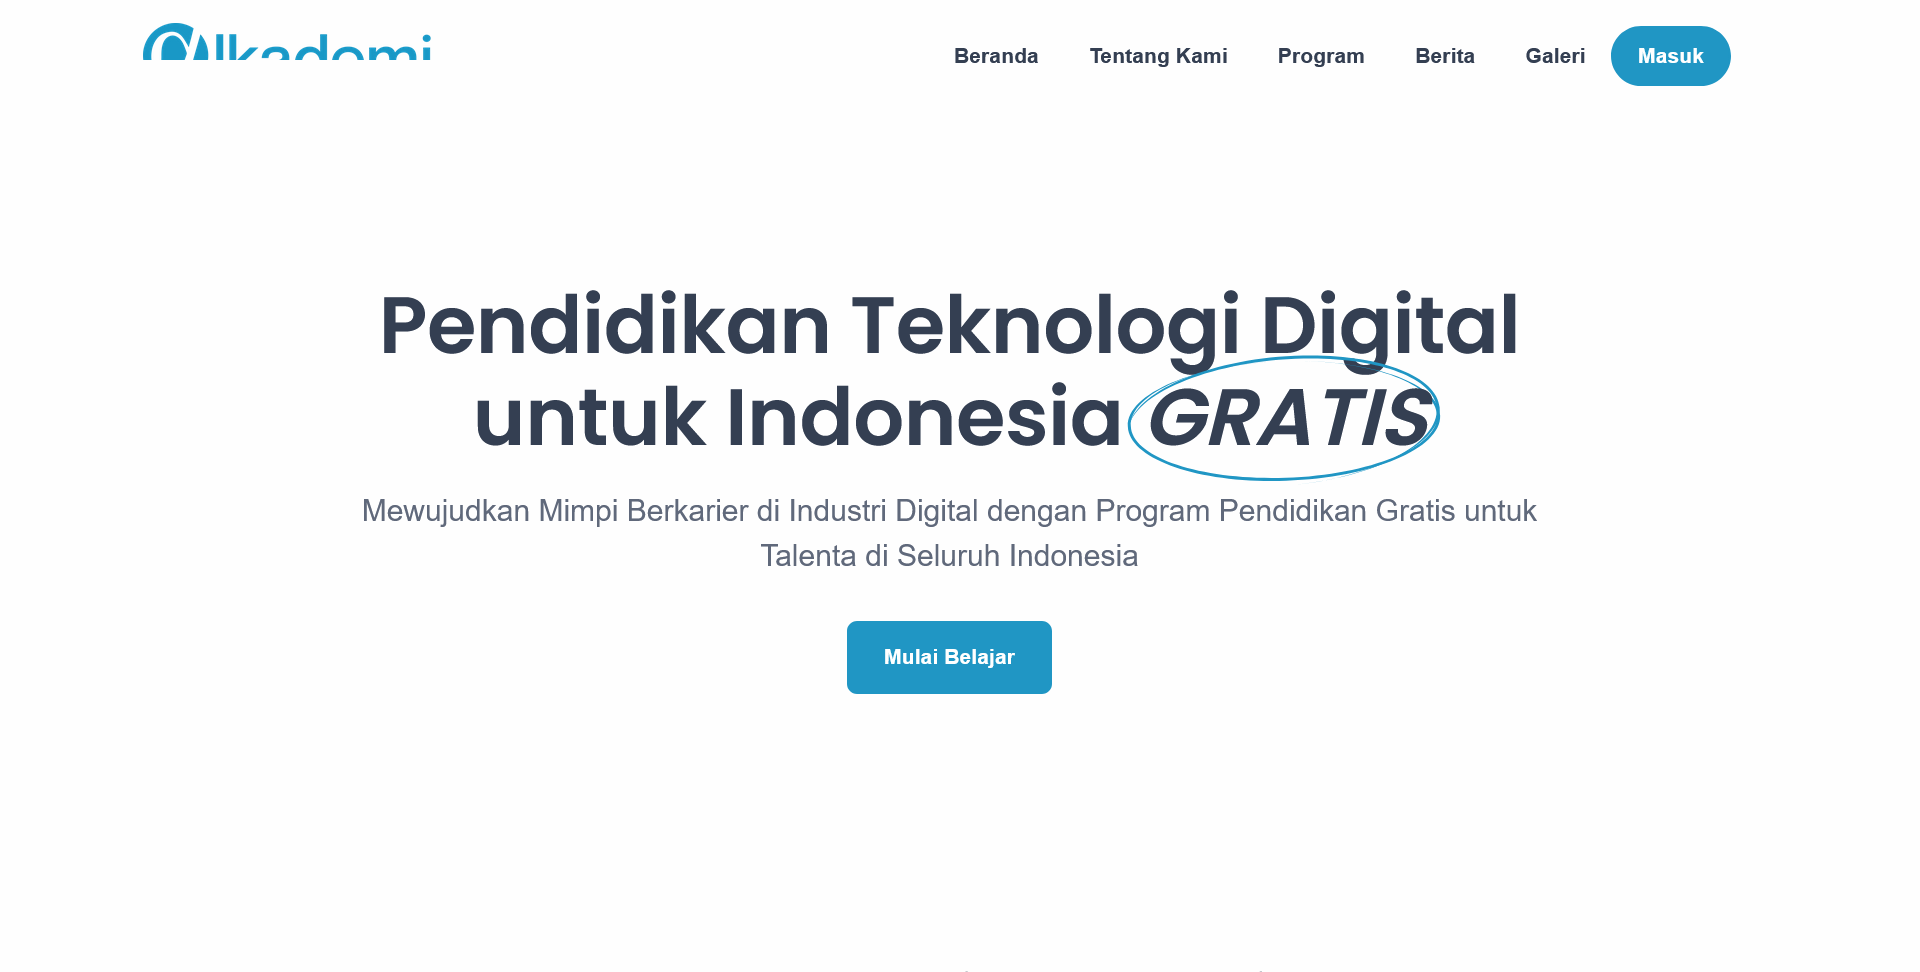 Alkademi
Beranda
Tentang Kami
Program
Berita
Galeri
Masuk
Pendidikan Teknologi Digital
untuk Indonesia GRATIS
Mewujudkan Mimpi Berkarier di Industri Digital dengan Program Pendidikan Gratis untuk
Talenta di Seluruh Indonesia
Mulai Belajar